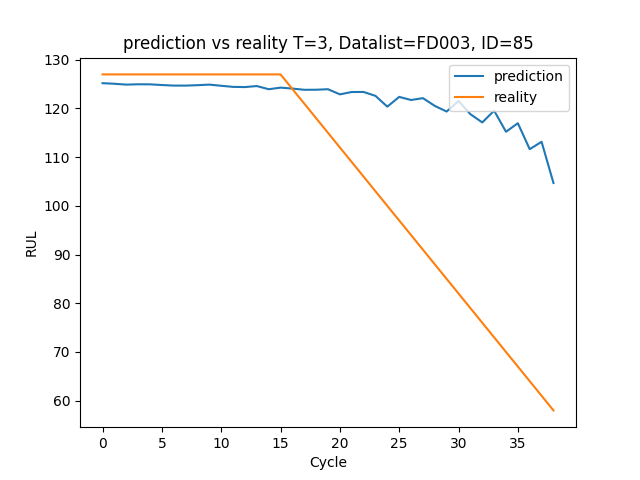 prediction vs reality T=3, Datalist=FD003, ID=85
prediction
reality
130
120
110
100
90
80
70
60
RUL
0 5 10 15 20 25 30 35
Cycle